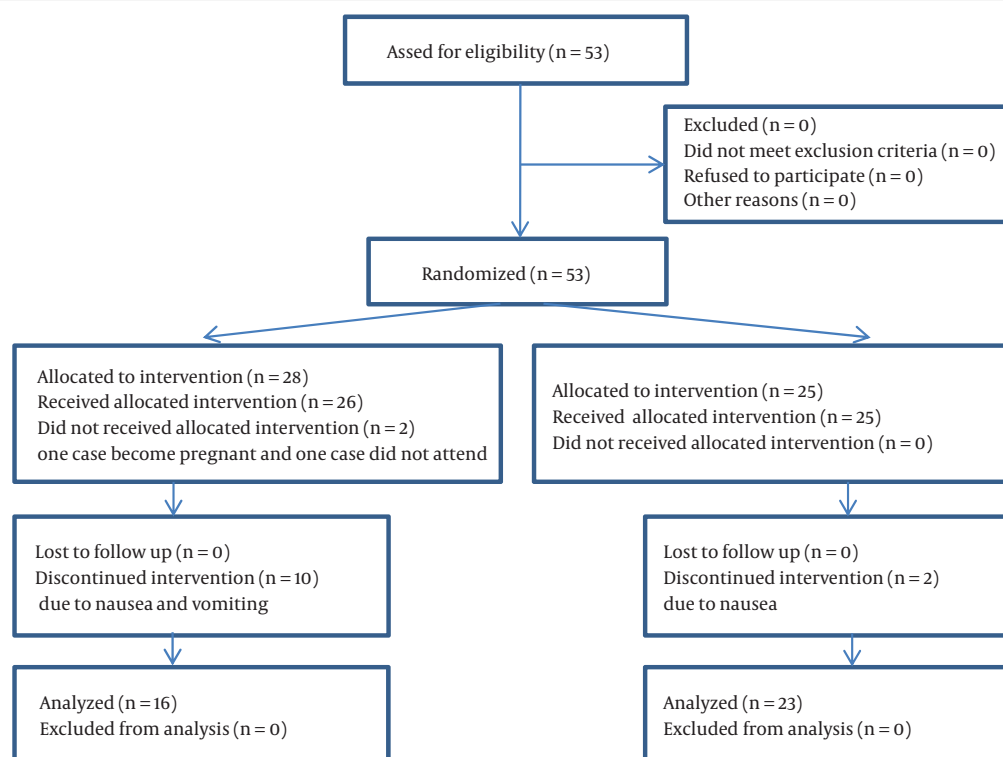 Assed for eligibility (n = 53)
Excluded (n = 0)
Did not meet exclusion criteria (n = 0)
Refused to participate (n = 0)
Other reasons (n = 0)
Randomized (n = 53)
Allocated to intervention (n = 28)
Received allocated intervention (n = 26)
Did not received allocated intervention (n = 2)
one case become pregnant and one case did not attend
Allocated to intervention (n = 25)
Received allocated intervention (n = 25)
Did not received allocated intervention (n = 0)
Lost to follow up (n = 0)
Discontinued intervention (n = 10)
due to nausea and vomiting
Lost to follow up (n = 0)
Discontinued intervention (n = 2)
due to nausea
Analyzed (n = 16)
Excluded from analysis (n = 0)
Analyzed (n = 23)
Excluded from analysis (n = 0)